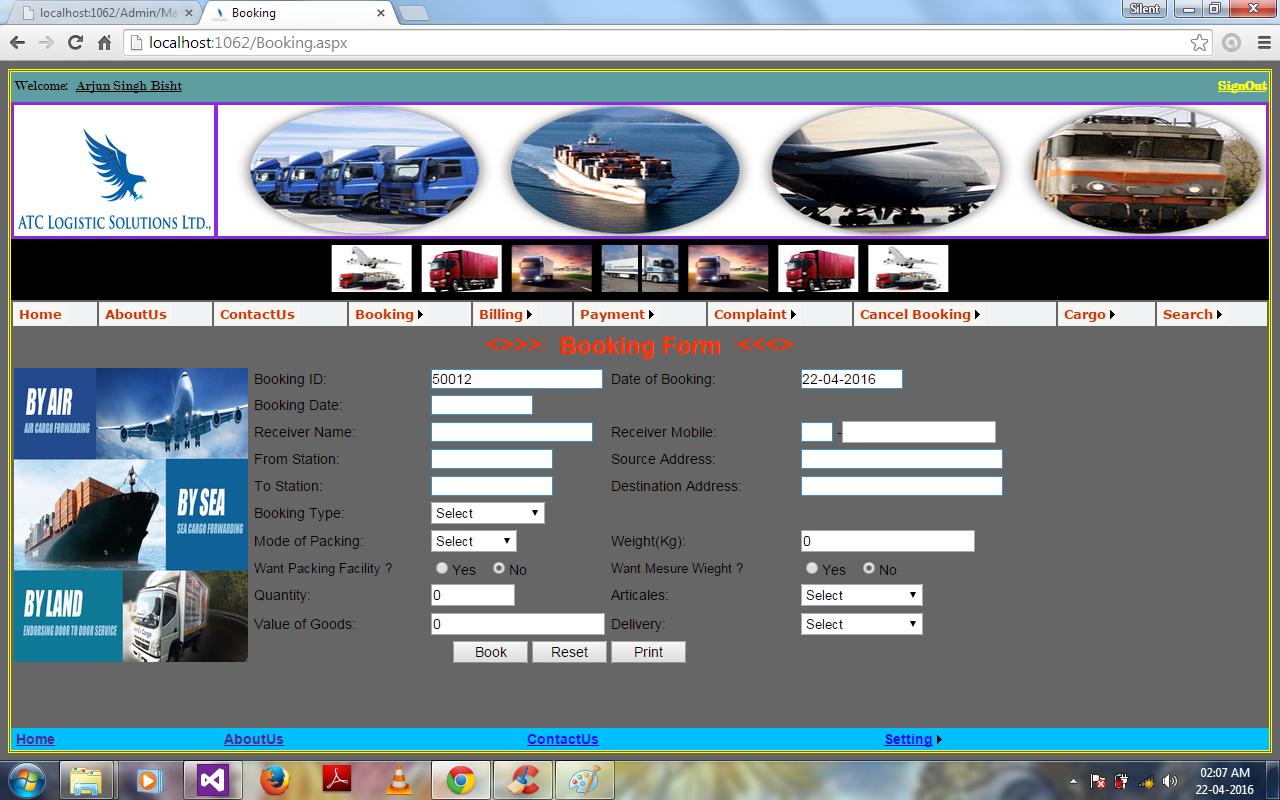 localhost:1062/Admin/Ma
Booking
Silent
localhost:1062/Booking.aspx
Welcome: Arjun Singh Bisht
SignOut
ATC LOGISTIC SOLUTIONS LTD.,
Home AboutUs ContactUs Booking Billing Payment Complaint Cancel Booking Cargo Search
<>>>: Booking Form :<<<>
BY AIR
AIR CARGO FORWARDING
BY SEA
SEA CARGO FORWARDING
BY LAND
ENDORSING DOOR TO DOOR SERVICE
Booking ID: 50012 Date of Booking: 22-04-2016
Booking Date:
Receiver Name: Receiver Mobile: -
From Station: Source Address:
To Station: Destination Address:
Booking Type: Select
Mode of Packing: Select Weight(Kg): 0
Want Packing Facility ? Yes No Want Mesure Wieght ? Yes No
Quantity: 0 Articales: Select
Value of Goods: 0 Delivery: Select
Book Reset Print
Home AboutUs ContactUs Setting
02:07 AM
22-04-2016